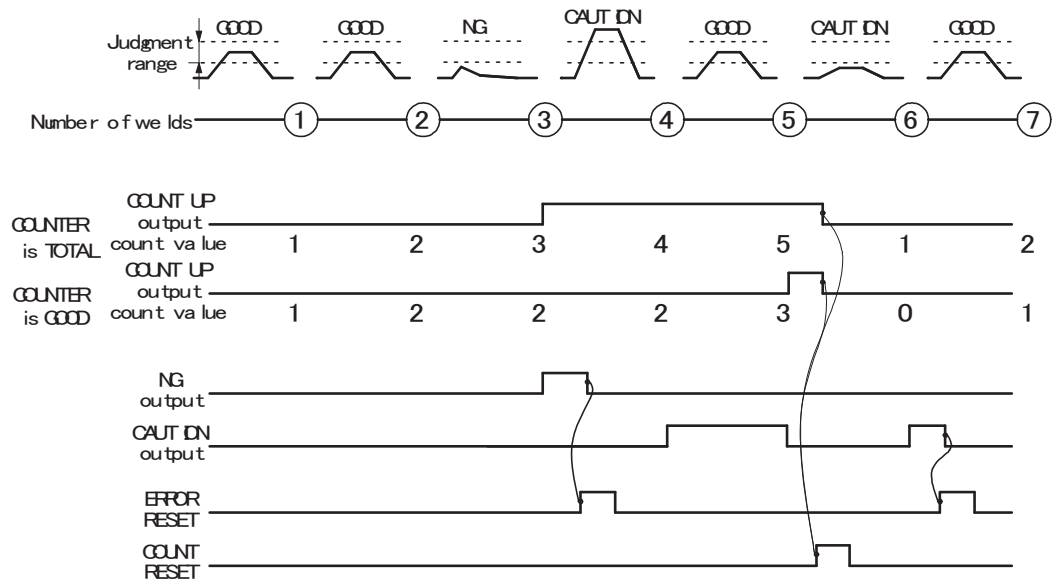 GOOD GOOD NG CAUTION GOOD CAUTION GOOD
Judgment
range
Number of welds 1 2 3 4 5 6 7
COUNT UP
output
COUNTER
is TOTAL
count value 1 2 3 4 5 1 2
COUNT UP
output
COUNTER
is GOOD
count value 1 2 2 2 3 0 1
NG
output
CAUTION
output
ERROR
RESET
COUNT
RESET